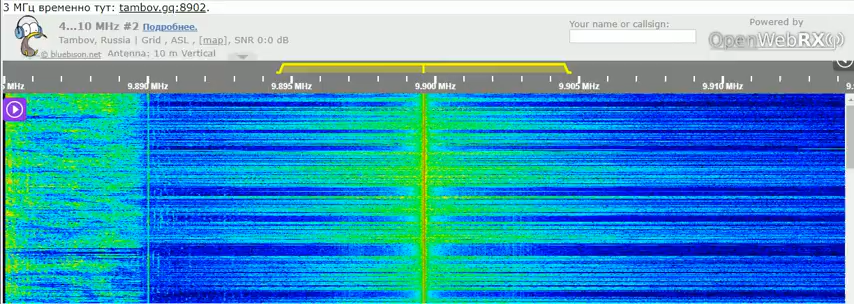 3 МГц временно тут: tambov.gq:8902.
4...10 MHz #2 Подробнее.
Tambov, Russia | Grid , ASL , [map], SNR 0:0 dB
© bluebison.net Antenna: 10 m Vertical
Your name or callsign:
Powered by
OpenWebRX(φ)
MHz 9.890 MHz 9.895 MHz 9.900 MHz 9.905 MHz 9.910 MHz 9.